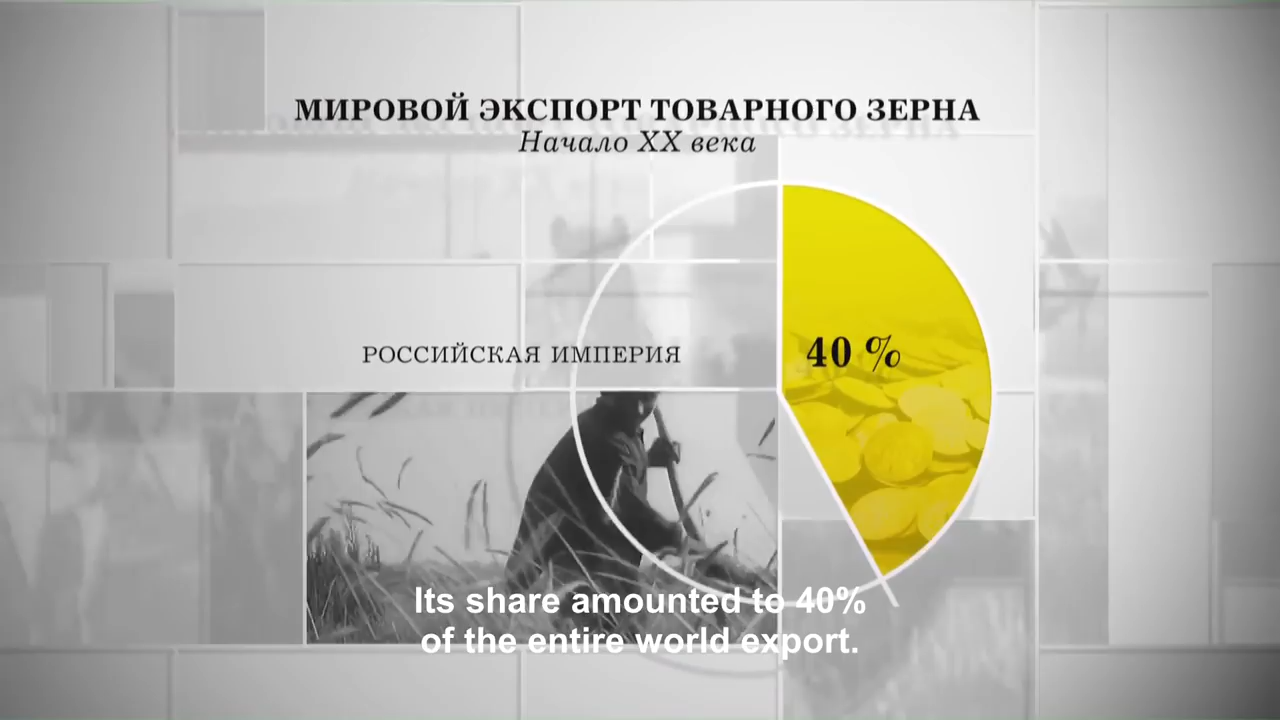 МИРОВОЙ ЭКСПОРТ ТОВАРНОГО ЗЕРНА
Начало XX века
РОССИЙСКАЯ ИМПЕРИЯ
40 %
Its share amounted to 40%
of the entire world export.